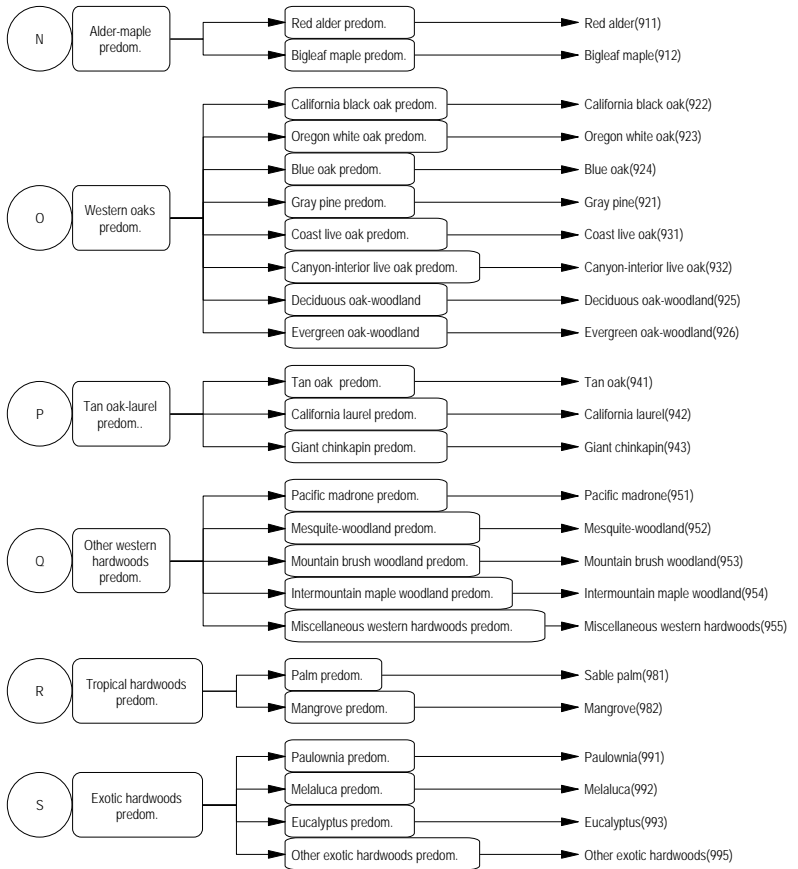 N
Alder-maple
predom.
Red alder predom.
Red alder(911)
Bigleaf maple predom.
Bigleaf maple(912)
O
Western oaks
predom.
California black oak predom.
California black oak(922)
Oregon white oak predom.
Oregon white oak(923)
Blue oak predom.
Blue oak(924)
Gray pine predom.
Gray pine(921)
Coast live oak predom.
Coast live oak(931)
Canyon-interior live oak predom.
Canyon-interior live oak(932)
Deciduous oak-woodland
Deciduous oak-woodland(925)
Evergreen oak-woodland
Evergreen oak-woodland(926)
P
Tan oak-laurel
predom..
Tan oak  predom.
Tan oak(941)
California laurel predom.
California laurel(942)
Giant chinkapin predom.
Giant chinkapin(943)
Q
Other western
hardwoods
predom.
Pacific madrone predom.
Pacific madrone(951)
Mesquite-woodland predom.
Mesquite-woodland(952)
Mountain brush woodland predom.
Mountain brush woodland(953)
Intermountain maple woodland predom.
Intermountain maple woodland(954)
Miscellaneous western hardwoods predom.
Miscellaneous western hardwoods(955)
R
Tropical hardwoods
predom.
Palm predom.
Sable palm(981)
Mangrove predom.
Mangrove(982)
S
Exotic hardwoods
predom.
Paulownia predom.
Paulownia(991)
Melaluca predom.
Melaluca(992)
Eucalyptus predom.
Eucalyptus(993)
Other exotic hardwoods predom.
Other exotic hardwoods(995)